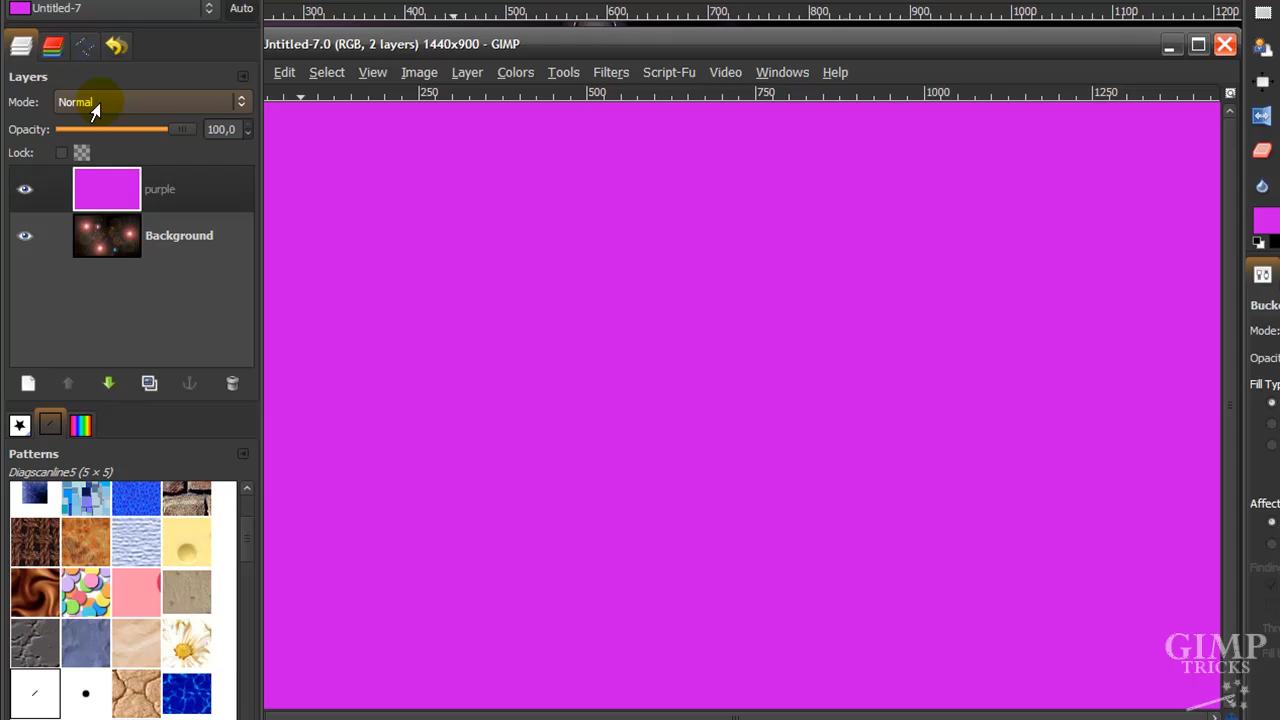 Untitled-7
Auto
300 400 500 600 700 800 900 1000 1100 1200
Untitled-7.0 (RGB, 2 layers) 1440x900 - GIMP
Edit Select View Image Layer Colors Tools Filters Script-Fu Video Windows Help
250 500 750 1000 1250
Layers
Mode: Normal
Opacity: 100,0
Lock:
purple
Background
Patterns
Diagscanline5 (5 × 5)
Mode:
Opacit
Fill Typ
Affect
Finding
GIMP
TRICKS